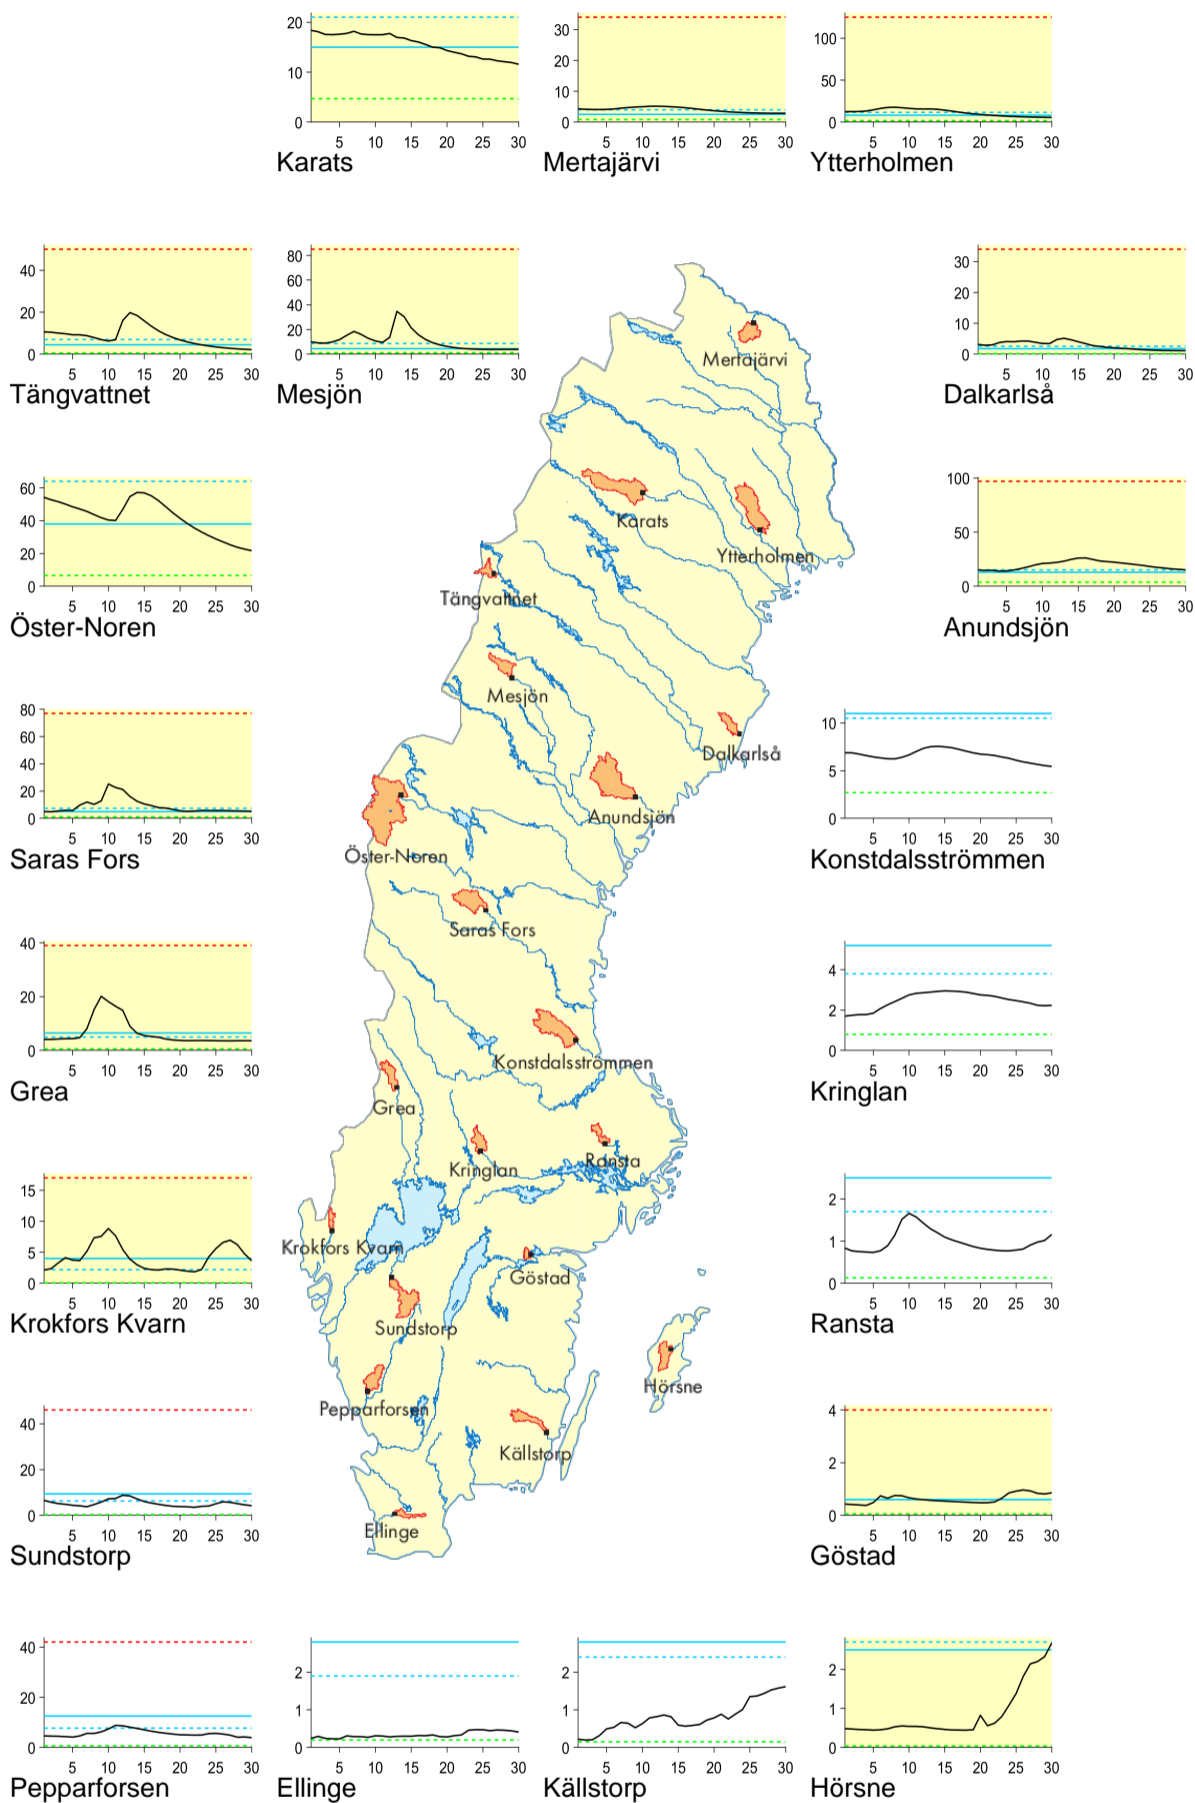 20
10
0
5 10 15 20 25 30
Karats
30
20
10
0
5 10 15 20 25 30
Mertajärvi
100
50
0
5 10 15 20 25 30
Ytterholmen
40
20
0
5 10 15 20 25 30
Tängvattnet
80
60
40
20
0
5 10 15 20 25 30
Mesjön
30
20
10
0
5 10 15 20 25 30
Dalkarlså
60
40
20
0
5 10 15 20 25 30
Öster-Noren
100
50
0
5 10 15 20 25 30
Anundsjön
80
60
40
20
0
5 10 15 20 25 30
Saras Fors
10
5
0
5 10 15 20 25 30
Konstdalsströmmen
40
20
0
5 10 15 20 25 30
Grea
4
2
0
5 10 15 20 25 30
Kringlan
15
10
5
0
5 10 15 20 25 30
Krokfors Kvarn
2
1
0
5 10 15 20 25 30
Ransta
40
20
0
5 10 15 20 25 30
Sundstorp
4
2
0
5 10 15 20 25 30
Göstad
40
20
0
5 10 15 20 25 30
Pepparforsen
2
1
0
5 10 15 20 25 30
Ellinge
2
1
0
5 10 15 20 25 30
Källstorp
2
1
0
5 10 15 20 25 30
Hörsne
Mertajärvi
Karats
Ytterholmen
Tängvattnet
Mesjön
Dalkarlså
Anundsjön
Öster-Noren
Saras Fors
Konstdalsströmmen
Grea
Kringlan
Ransta
Krokfors Kvarn
Göstad
Sundstorp
Hörsne
Pepparforsen
Källstorp
Ellinge